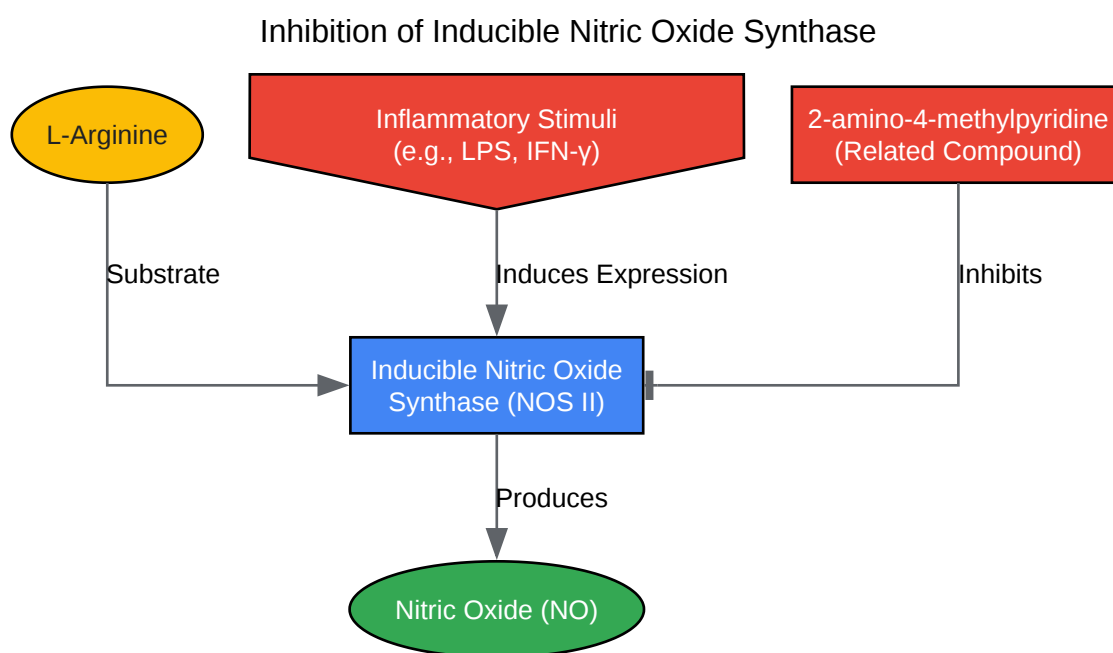 Inhibition of Inducible Nitric Oxide Synthase
L-Arginine
Inflammatory Stimuli
(e.g., LPS, IFN-γ)
2-amino-4-methylpyridine
(Related Compound)
Substrate
Induces Expression
Inhibits
Inducible Nitric Oxide
Synthase (NOS II)
Produces
Nitric Oxide (NO)